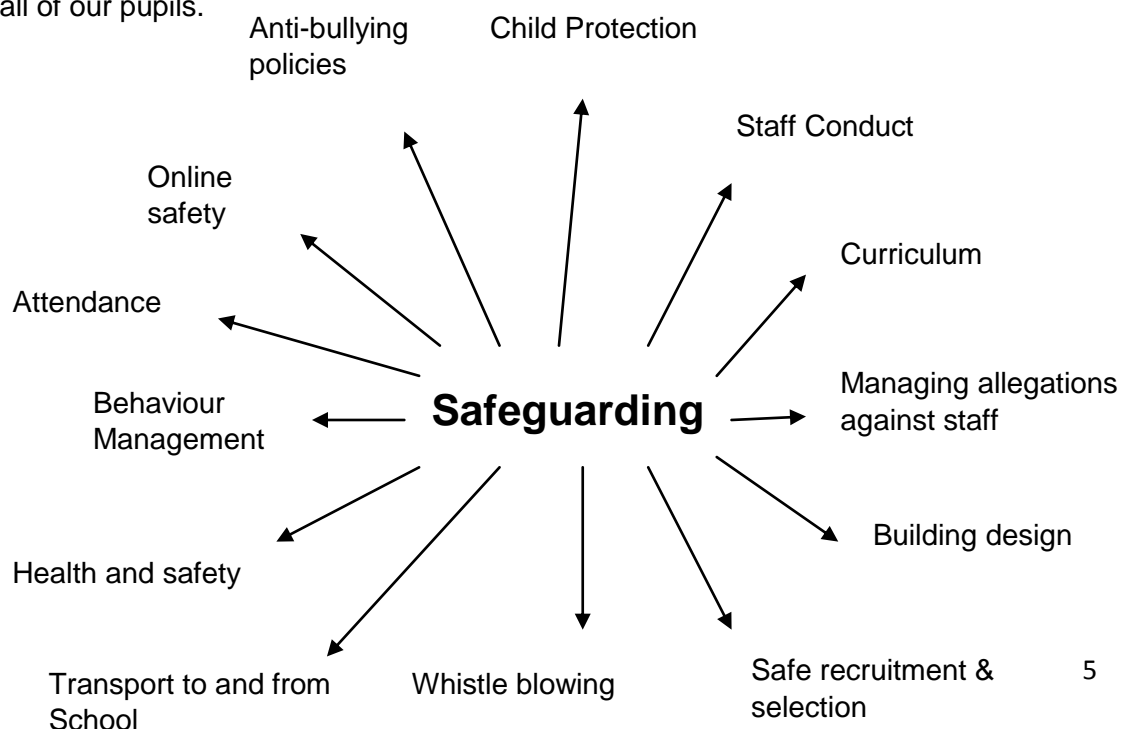 all of our pupils.
Anti-bullying
policies
Child Protection
Staff Conduct
Online
safety
Curriculum
Attendance
Managing allegations
against staff
Behaviour
Management
Safeguarding
Building design
Health and safety
Transport to and from
School
Whistle blowing
Safe recruitment &
selection
5